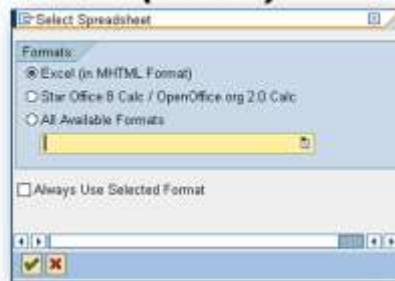 Select Spreadsheet
Formats:
Excel (in MHTML Format)
Star Office 8 Calc / OpenOffice.org 2.0 Calc
All Available Formats
Always Use Selected Format